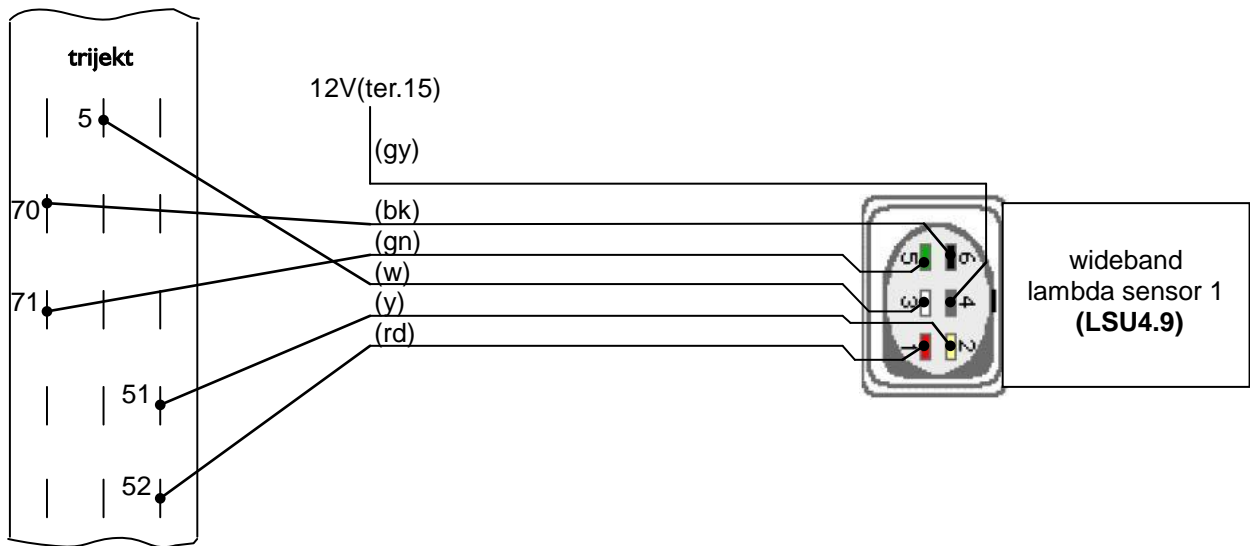 trijekt
12V(ter.15)
5
(gy)
70
(bk)
(gn)
(w)
71
(y)
(rd)
51
52
5
6
3
4
1
2
wideband
lambda sensor 1
(LSU4.9)